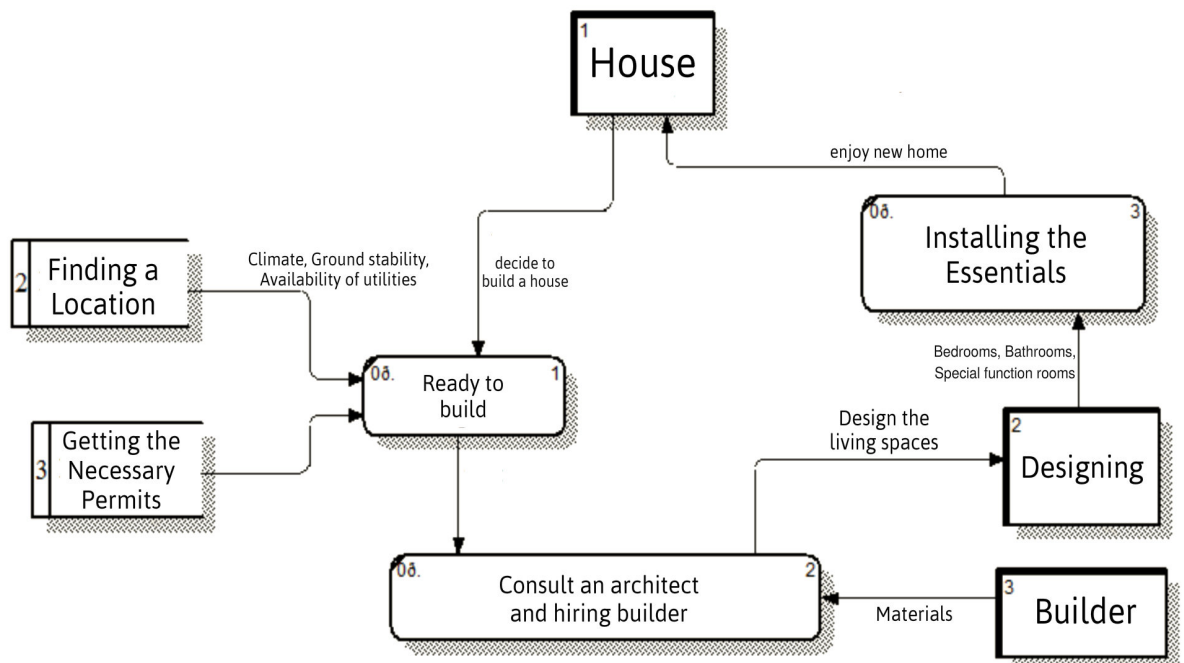 1
House
enjoy new home
0ð.
3
Installing the
Essentials
2
Finding a
Location
Climate, Ground stability,
Availability of utilities
decide to
build a house
0ð.
1
Ready to
build
Bedrooms, Bathrooms,
Special function rooms
3
Getting the
Necessary
Permits
Design the
living spaces
2
Designing
0ð.
2
Consult an architect
and hiring builder
Materials
3
Builder